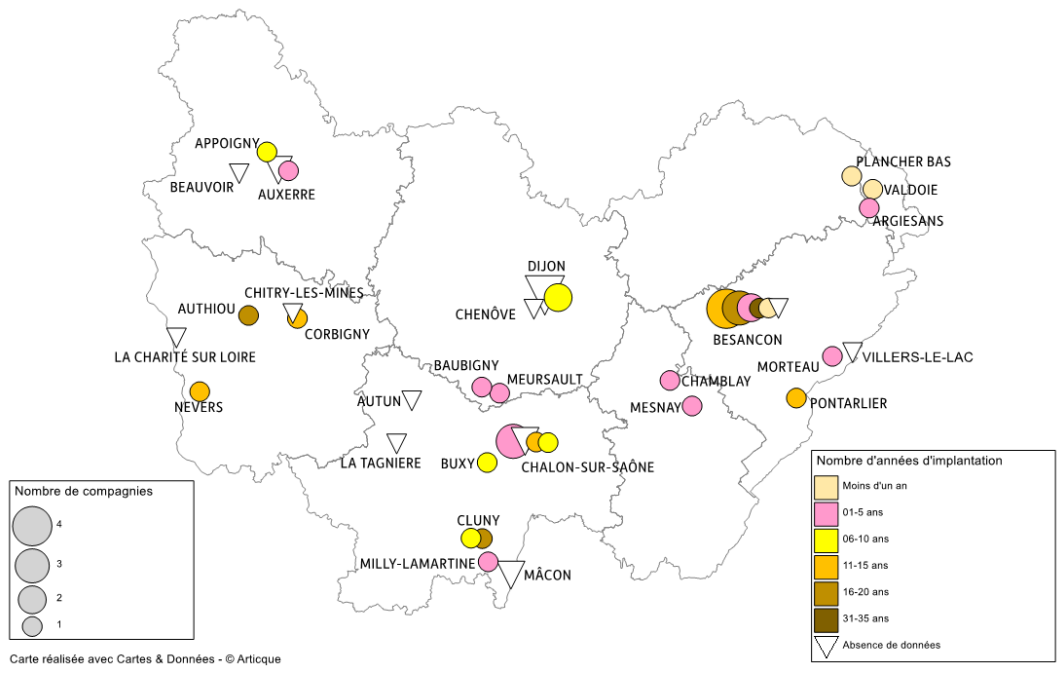 APPOIGNY
BEAUVOIR
AUXERRE
PLANCHER BAS
VALDOIE
ARGIESANS
DIJON
CHENÔVE
CHITRY-LES-MINES
AUTHIOU
CORBIGNY
LA CHARITÉ SUR LOIRE
NEVERS
BESANCON
MORTEAU
VILLERS-LE-LAC
BAUBIGNY
MEURSAULT
CHAMBLAY
MESNAY
PONTARLIER
AUTUN
LA TAGNIERE
BUXY
CHALON-SUR-SAÔNE
CLUNY
MILLY-LAMARTINE
MÂCON
Nombre de compagnies
4
3
2
1
Nombre d'années d'implantation
Moins d'un an
01-5 ans
06-10 ans
11-15 ans
16-20 ans
31-35 ans
Absence de données
Carte réalisée avec Cartes & Données - © Articque